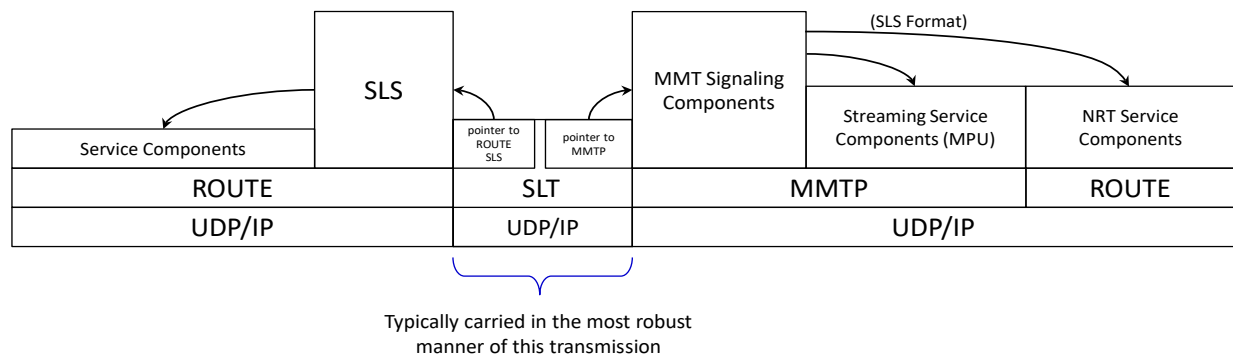 (SLS Format)
SLS
MMT Signaling
Components
Service Components
pointer to
ROUTE
SLS
pointer to
MMTP
Streaming Service
Components (MPU)
NRT Service
Components
ROUTE
SLT
MMTP
ROUTE
UDP/IP
UDP/IP
UDP/IP
Typically carried in the most robust
manner of this transmission